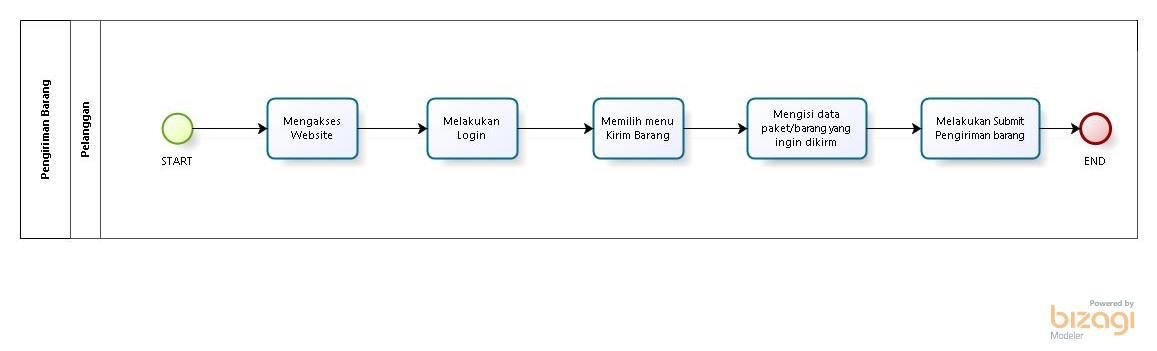 Pengiriman Barang
Pelanggan
START
Mengakses
Website
Melakukan
Login
Memilih menu
Kirim Barang
Mengisi data
paket/barang yang
ingin dikirm
Melakukan Submit
Pengiriman barang
END
Powered by
bizagi
Modeler